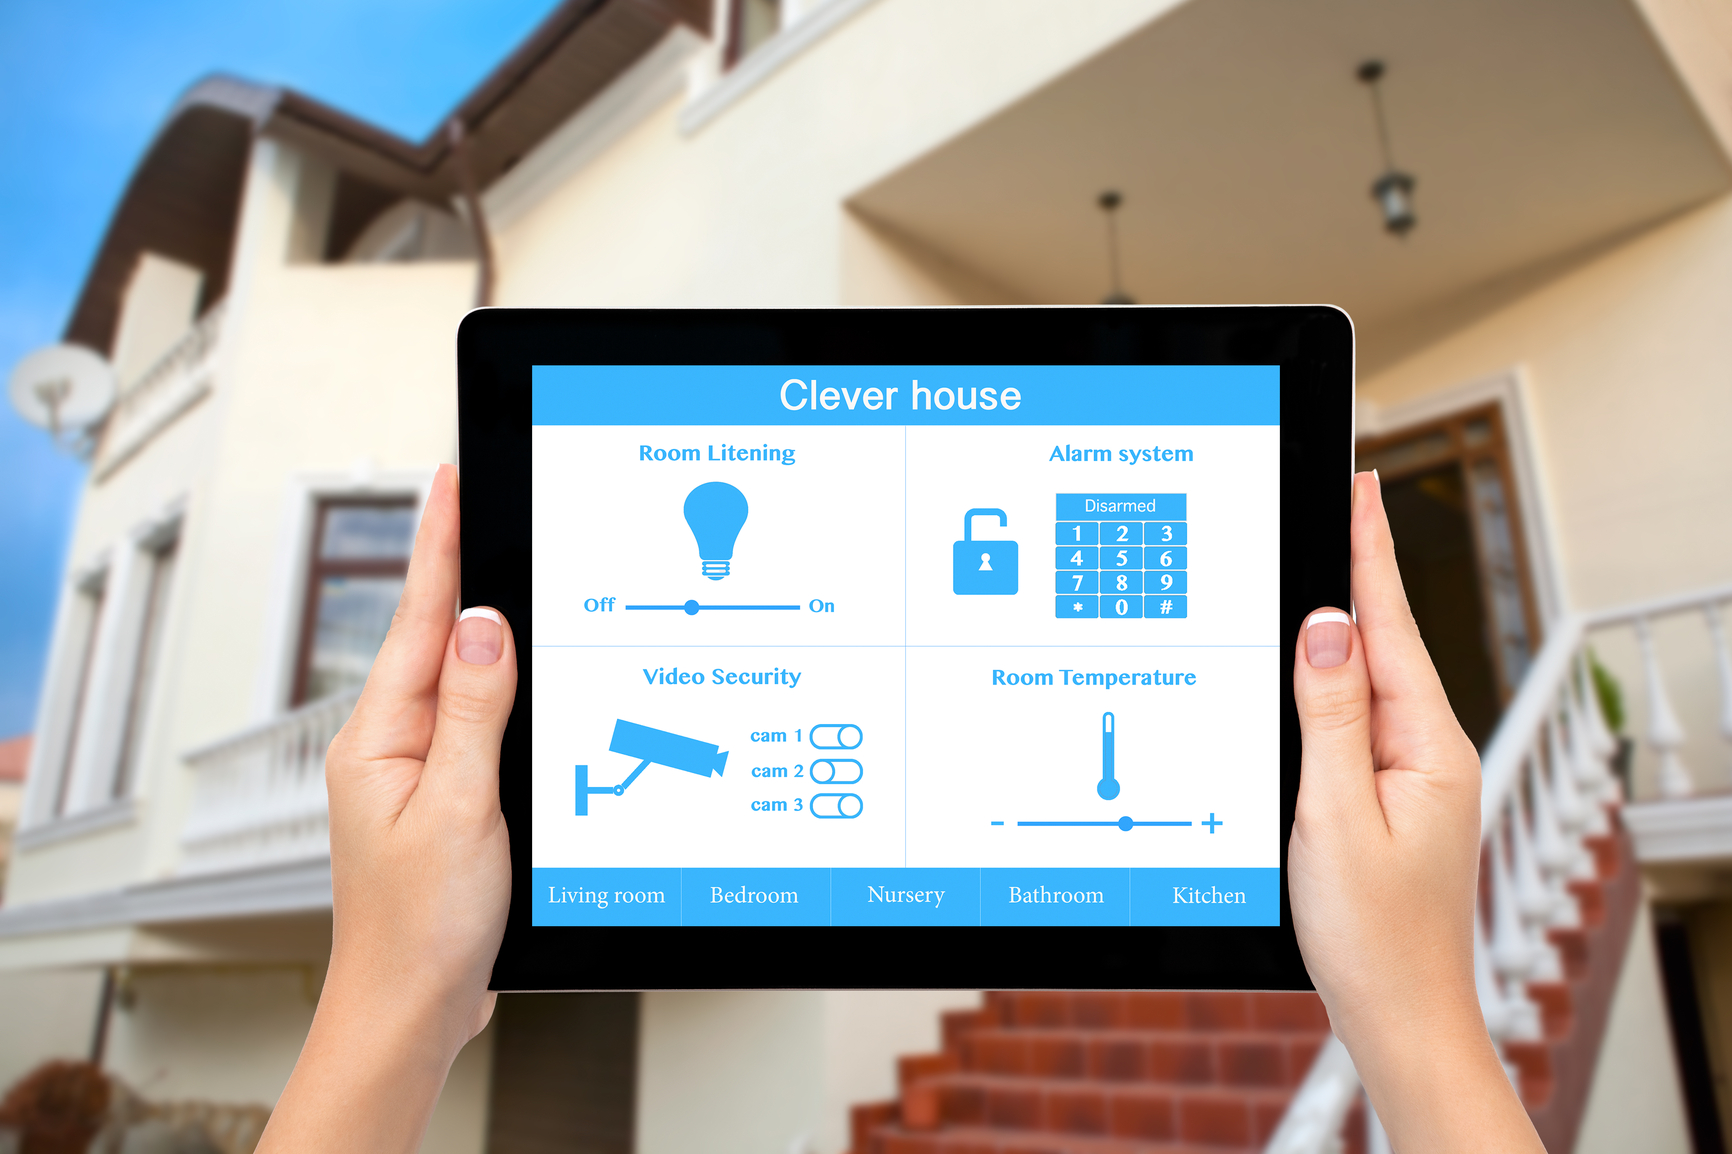 Clever house
Room Litening
Off
On
Alarm system
Disarmed
1 2 3
4 5 6
7 8 9
* 0 #
Video Security
cam 1
cam 2
cam 3
Room Temperature
- +
Living room
Bedroom
Nursery
Bathroom
Kitchen